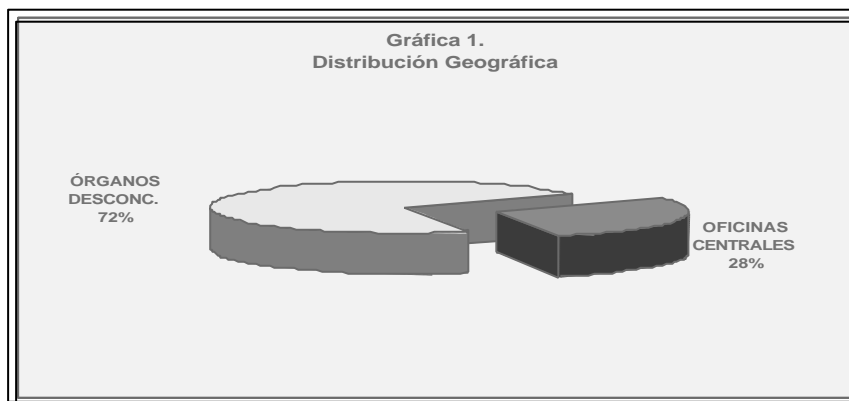 Gráfica 1.
Distribución Geográfica
ÓRGANOS
DESCONC.
72%
OFICINAS
CENTRALES
28%